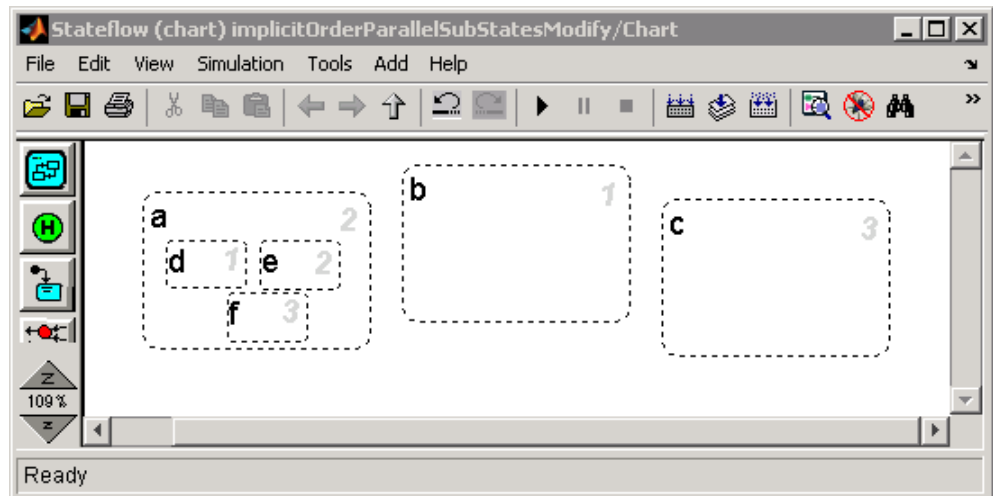 Stateflow (chart) implicitOrderParallelSubStatesModify/Chart
File Edit View Simulation Tools Add Help
b 1
a 2
c 3
d 1 e 2
f 3
H
Z
109%
z
Ready